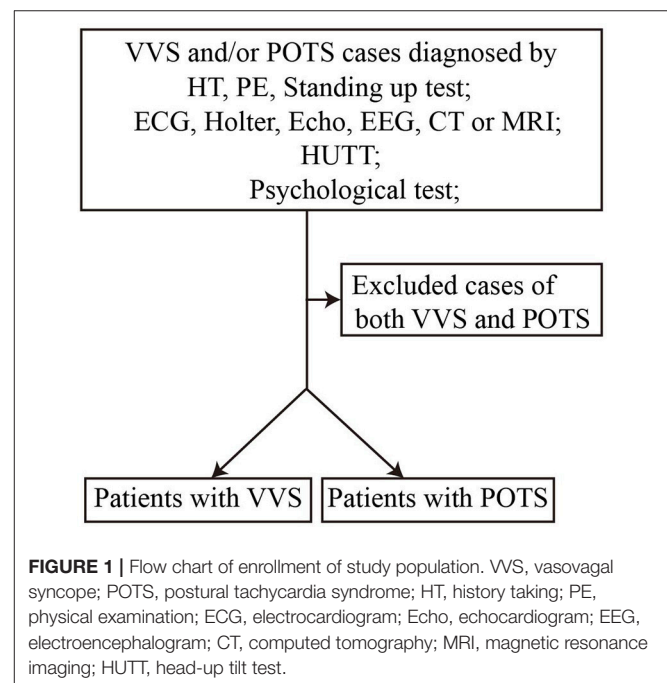 VVS and/or POTS cases diagnosed by
HT, PE, Standing up test;
ECG, Holter, Echo, EEG, CT or MRI;
HUTT;
Psychological test;
Excluded cases of
both VVS and POTS
Patients with VVS
Patients with POTS
FIGURE 1 | Flow chart of enrollment of study population. VVS, vasovagal
syncope; POTS, postural tachycardia syndrome; HT, history taking; PE,
physical examination; ECG, electrocardiogram; Echo, echocardiogram; EEG,
electroencephalogram; CT, computed tomography; MRI, magnetic resonance
imaging; HUTT, head-up tilt test.